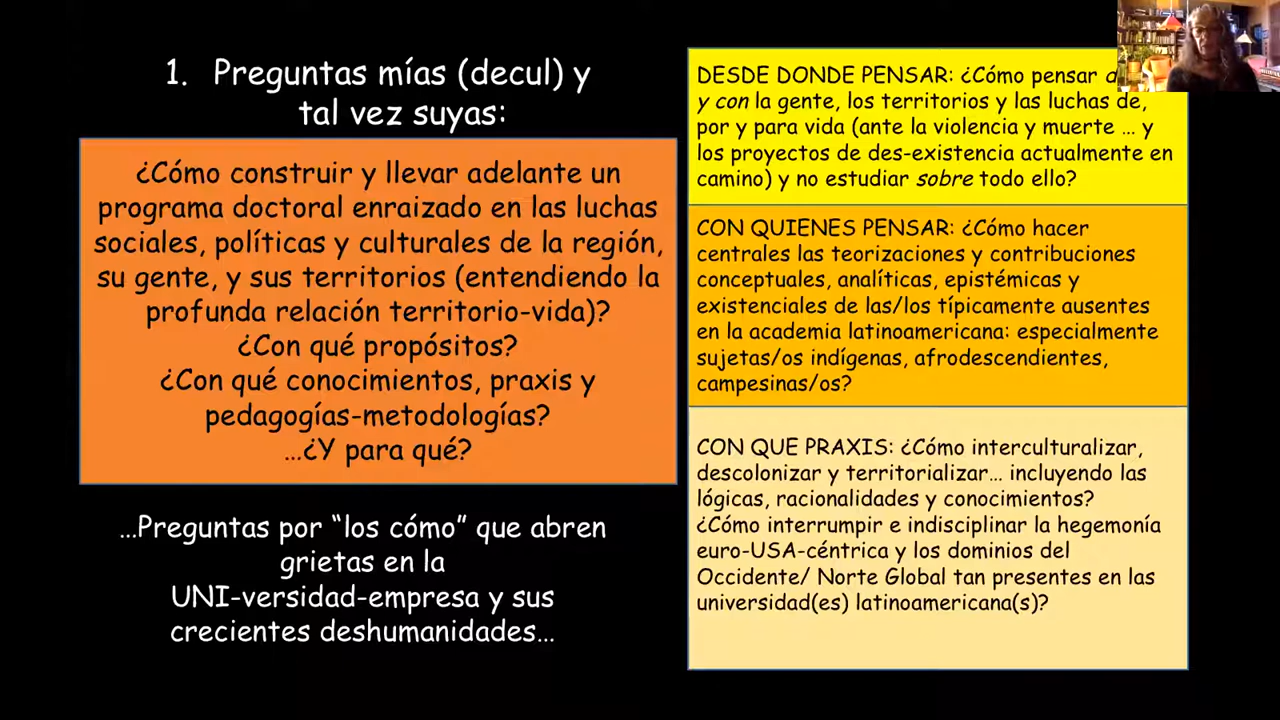 1. Preguntas mías (decul) y
tal vez suyas:
¿Cómo construir y llevar adelante un
programa doctoral enraizado en las luchas
sociales, políticas y culturales de la región,
su gente, y sus territorios (entendiendo la
profunda relación territorio-vida)?
¿Con qué propósitos?
¿Con qué conocimientos, praxis y
pedagogías-metodologías?
…¿Y para qué?
…Preguntas por “los cómo” que abren
grietas en la
UNI-versidad-empresa y sus
crecientes deshumanidades…
DESDE DONDE PENSAR: ¿Cómo pensar
y con la gente, los territorios y las luchas de,
por y para vida (ante la violencia y muerte … y
los proyectos de des-existencia actualmente en
camino) y no estudiar sobre todo ello?
CON QUIENES PENSAR: ¿Cómo hacer
centrales las teorizaciones y contribuciones
conceptuales, analíticas, epistémicas y
existenciales de las/los típicamente ausentes
en la academia latinoamericana: especialmente
sujetas/os indígenas, afrodescendientes,
campesinas/os?
CON QUE PRAXIS: ¿Cómo interculturalizar,
descolonizar y territorializar… incluyendo las
lógicas, racionalidades y conocimientos?
¿Cómo interrumpir e indisciplinar la hegemonía
euro-USA-céntrica y los dominios del
Occidente/ Norte Global tan presentes en las
universidad(es) latinoamericana(s)?